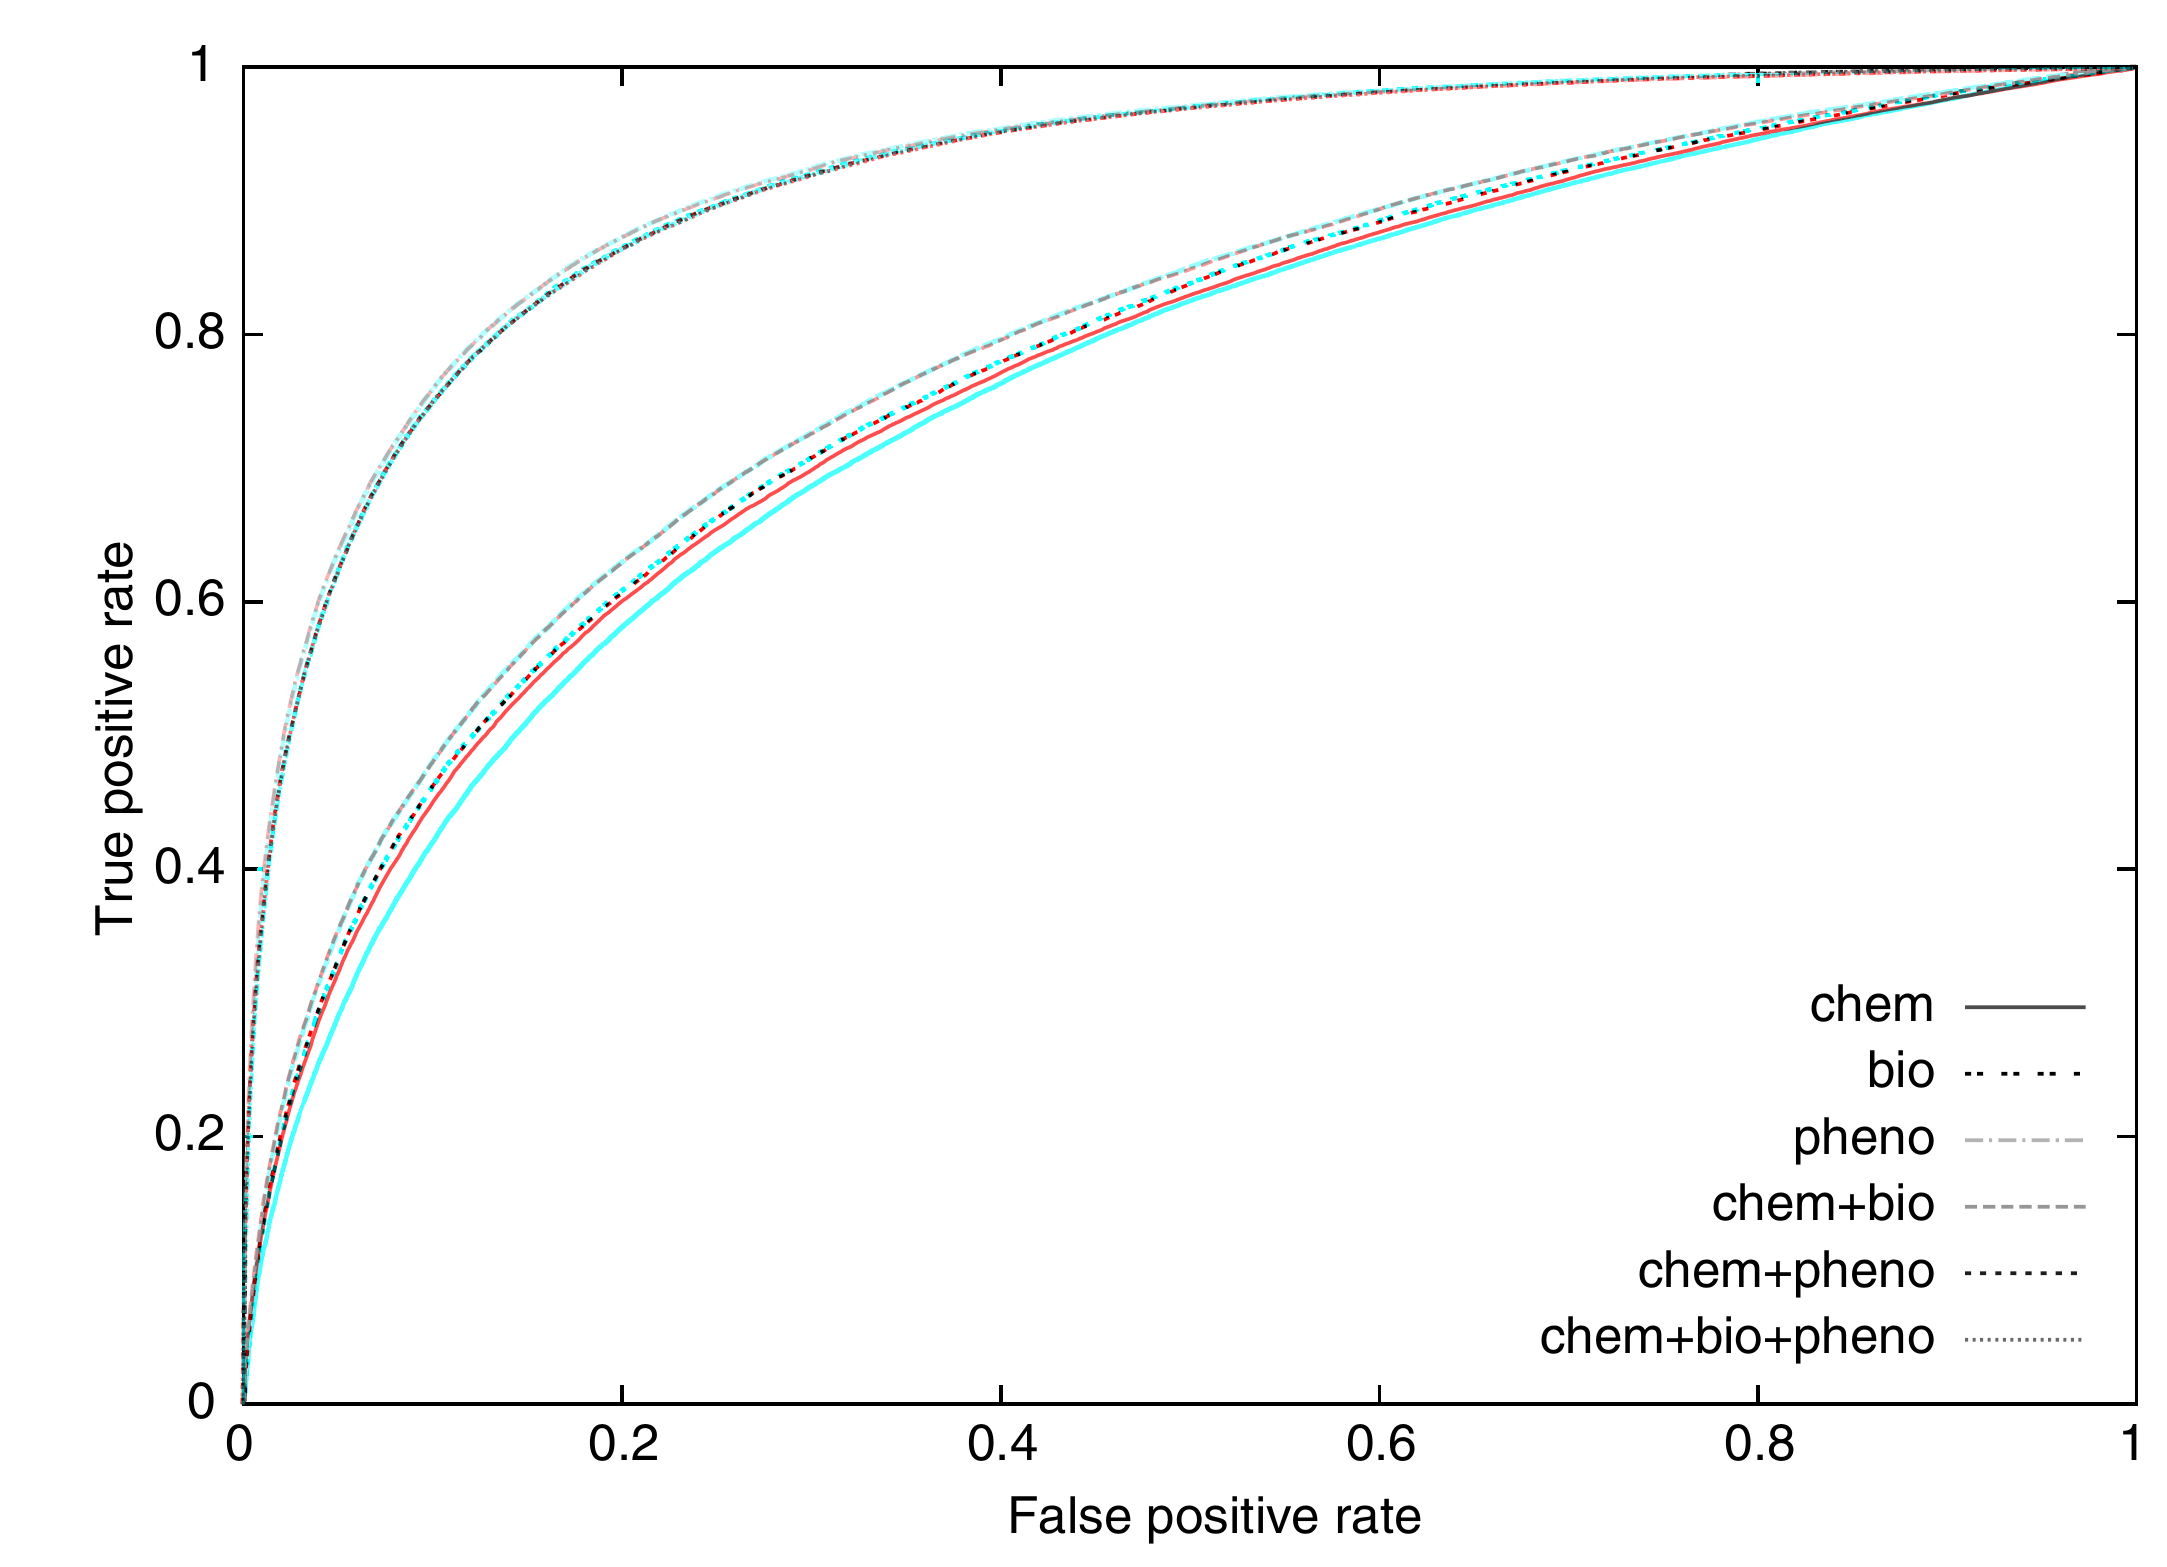 1
0.8
0.6
0.4
0.2
0
True positive rate
chem
bio
pheno
chem+bio
chem+pheno
chem+bio+pheno
0 0.2 0.4 0.6 0.8 1
False positive rate